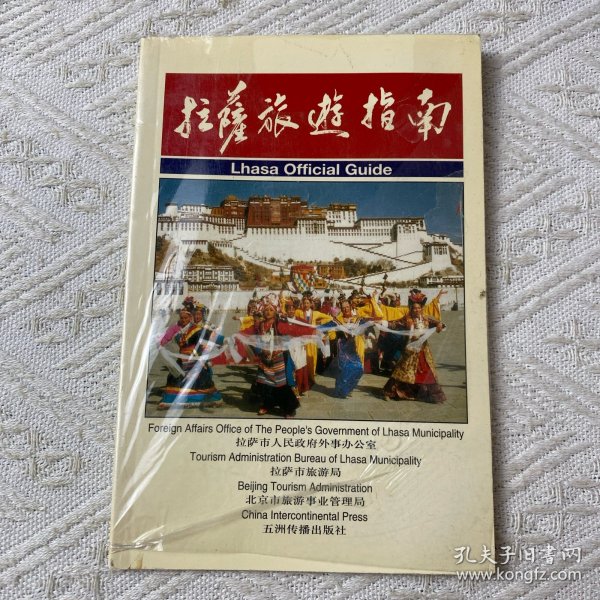 拉薩旅遊指南
Lhasa Official Guide
Foreign Affairs Office of The People's Government of Lhasa Municipality
拉萨市人民政府外事办公室
Tourism Administration Bureau of Lhasa Municipality
拉萨市旅游局
Beijing Tourism Administration
北京市旅游事业管理局
China Intercontinental Press
五洲传播出版社
孔夫子旧书网
www.kongfz.com